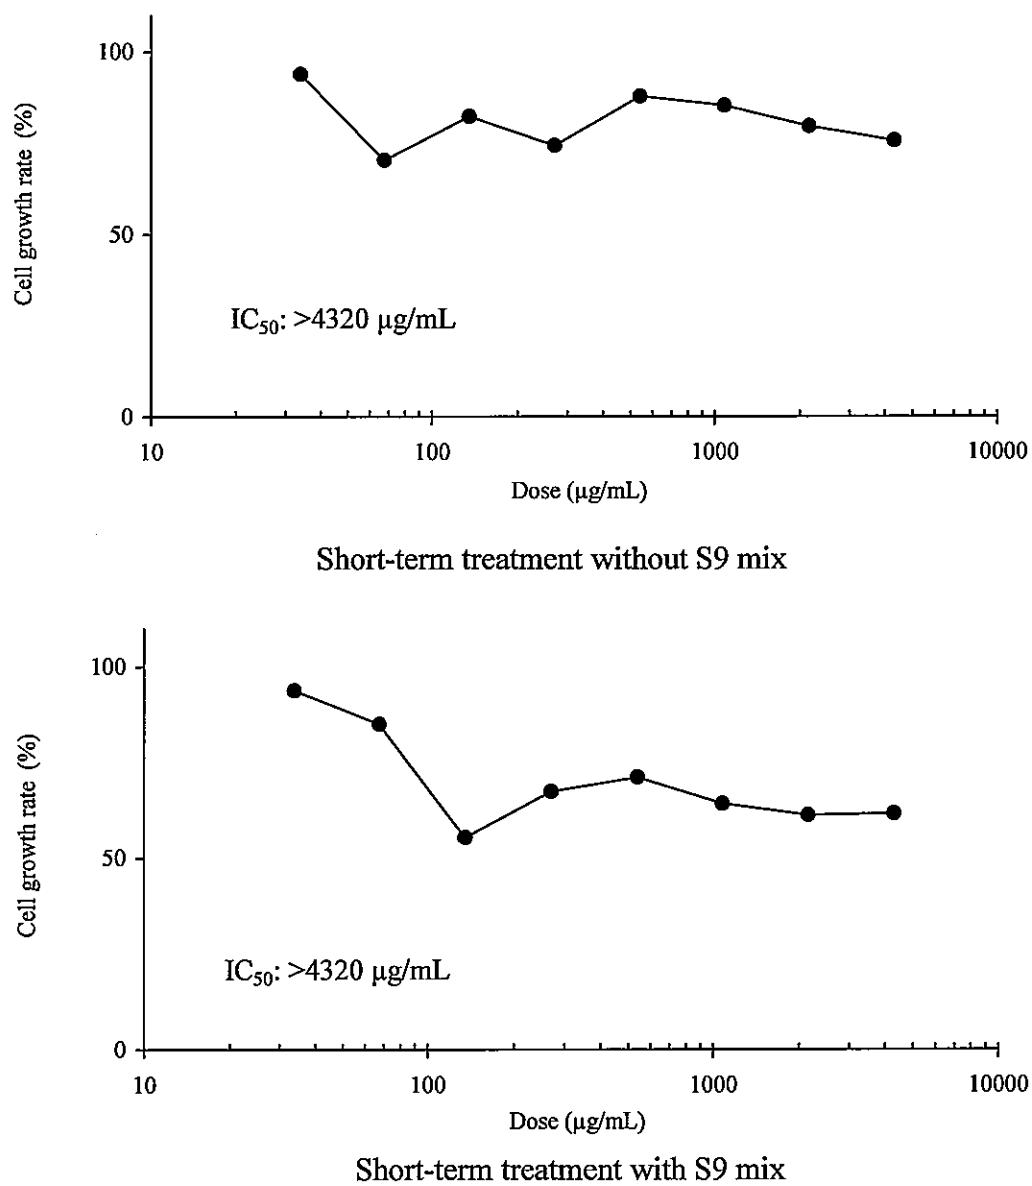 100
50
0
Cell growth rate (%)
IC50: >4320 µg/mL
10 100 1000 10000
Dose (µg/mL)
Short-term treatment without S9 mix
100
50
0
Cell growth rate (%)
IC50: >4320 µg/mL
10 100 1000 10000
Dose (µg/mL)
Short-term treatment with S9 mix